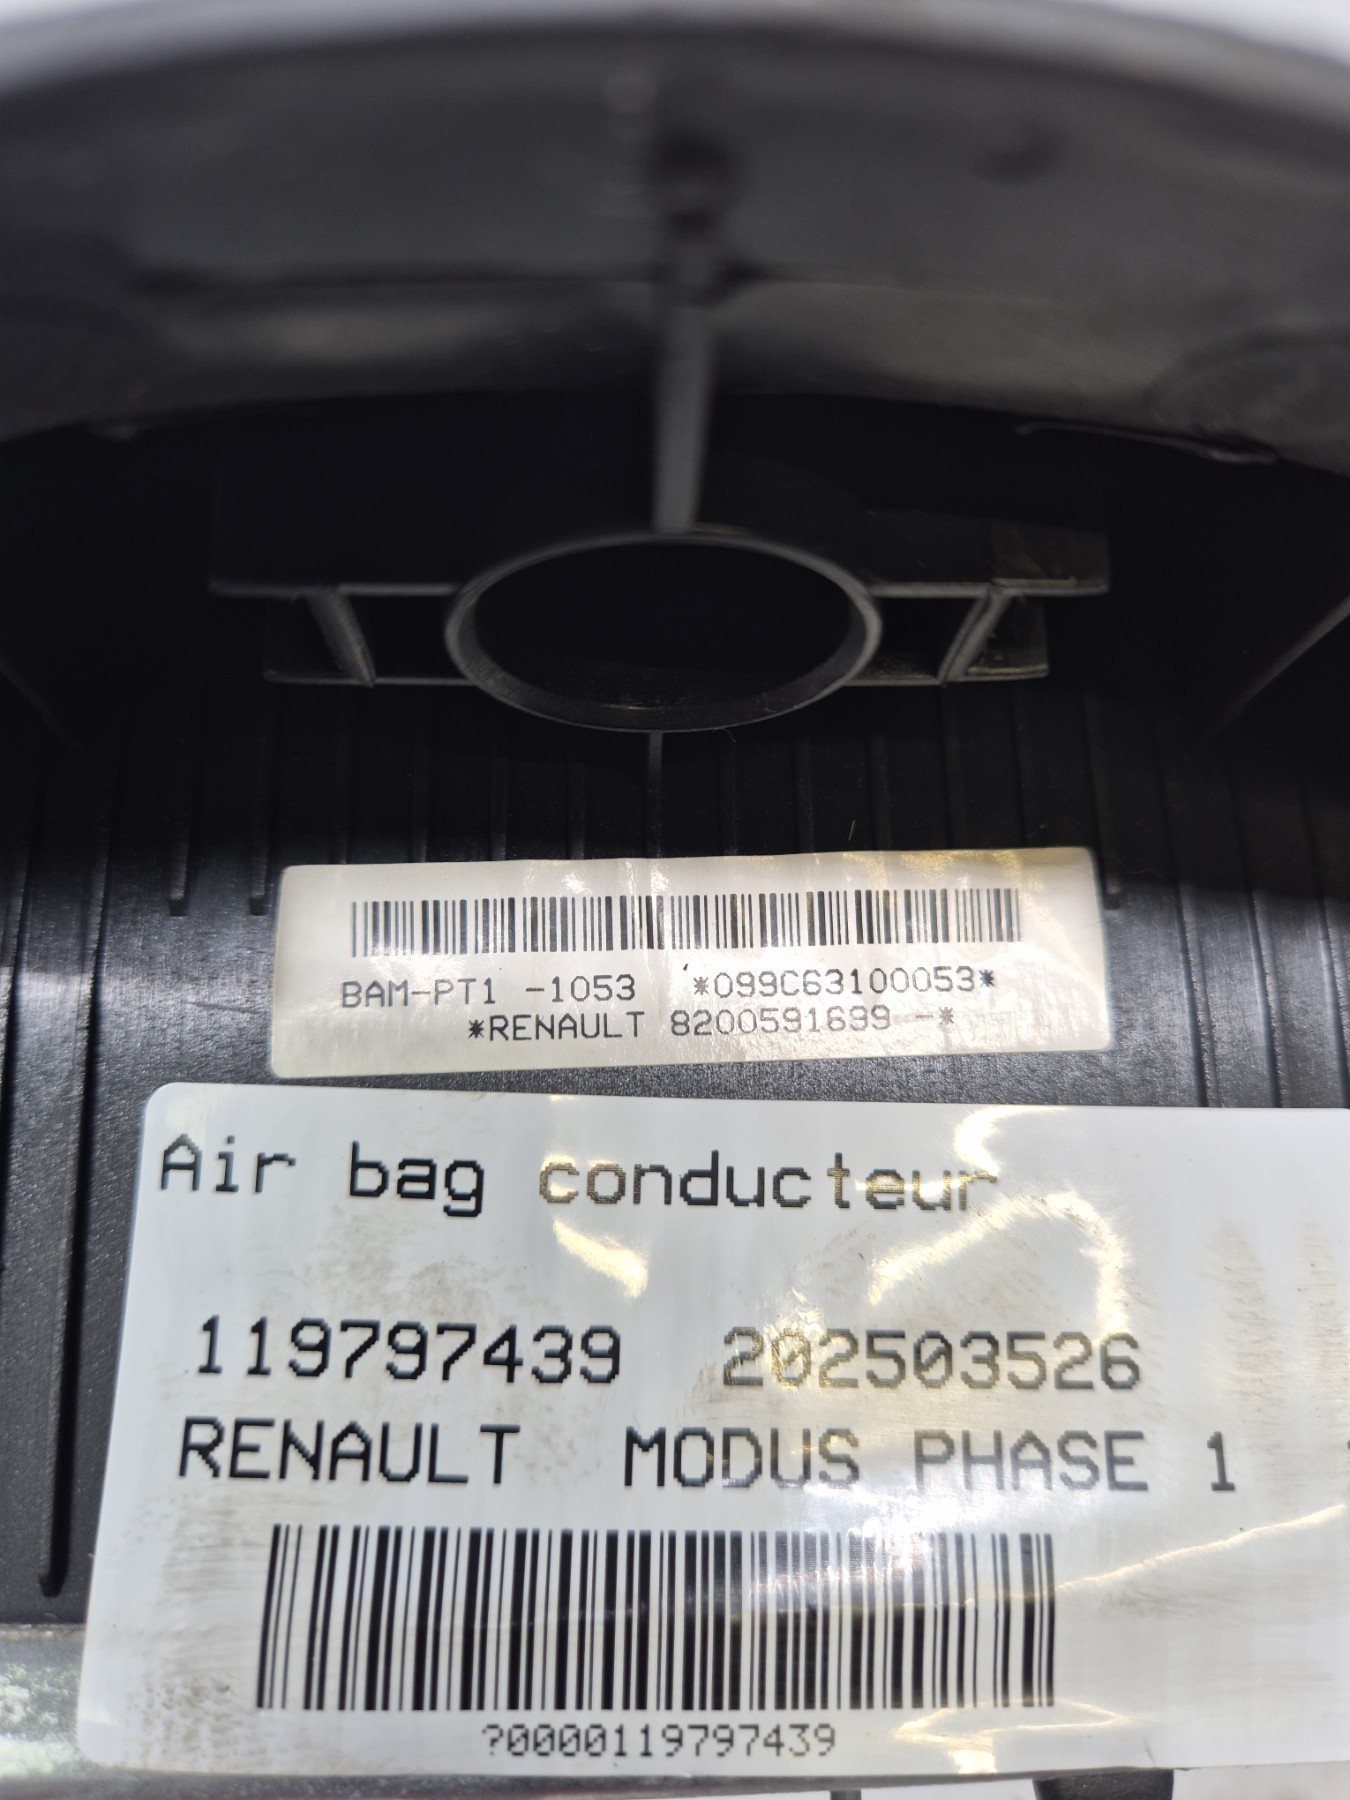 BAM-PT1 -1053 *099C63100053*
*RENAULT 8200591699 -*
Air bag conducteur
119797439 202503526
RENAULT MODUS PHASE 1
?0000119797439